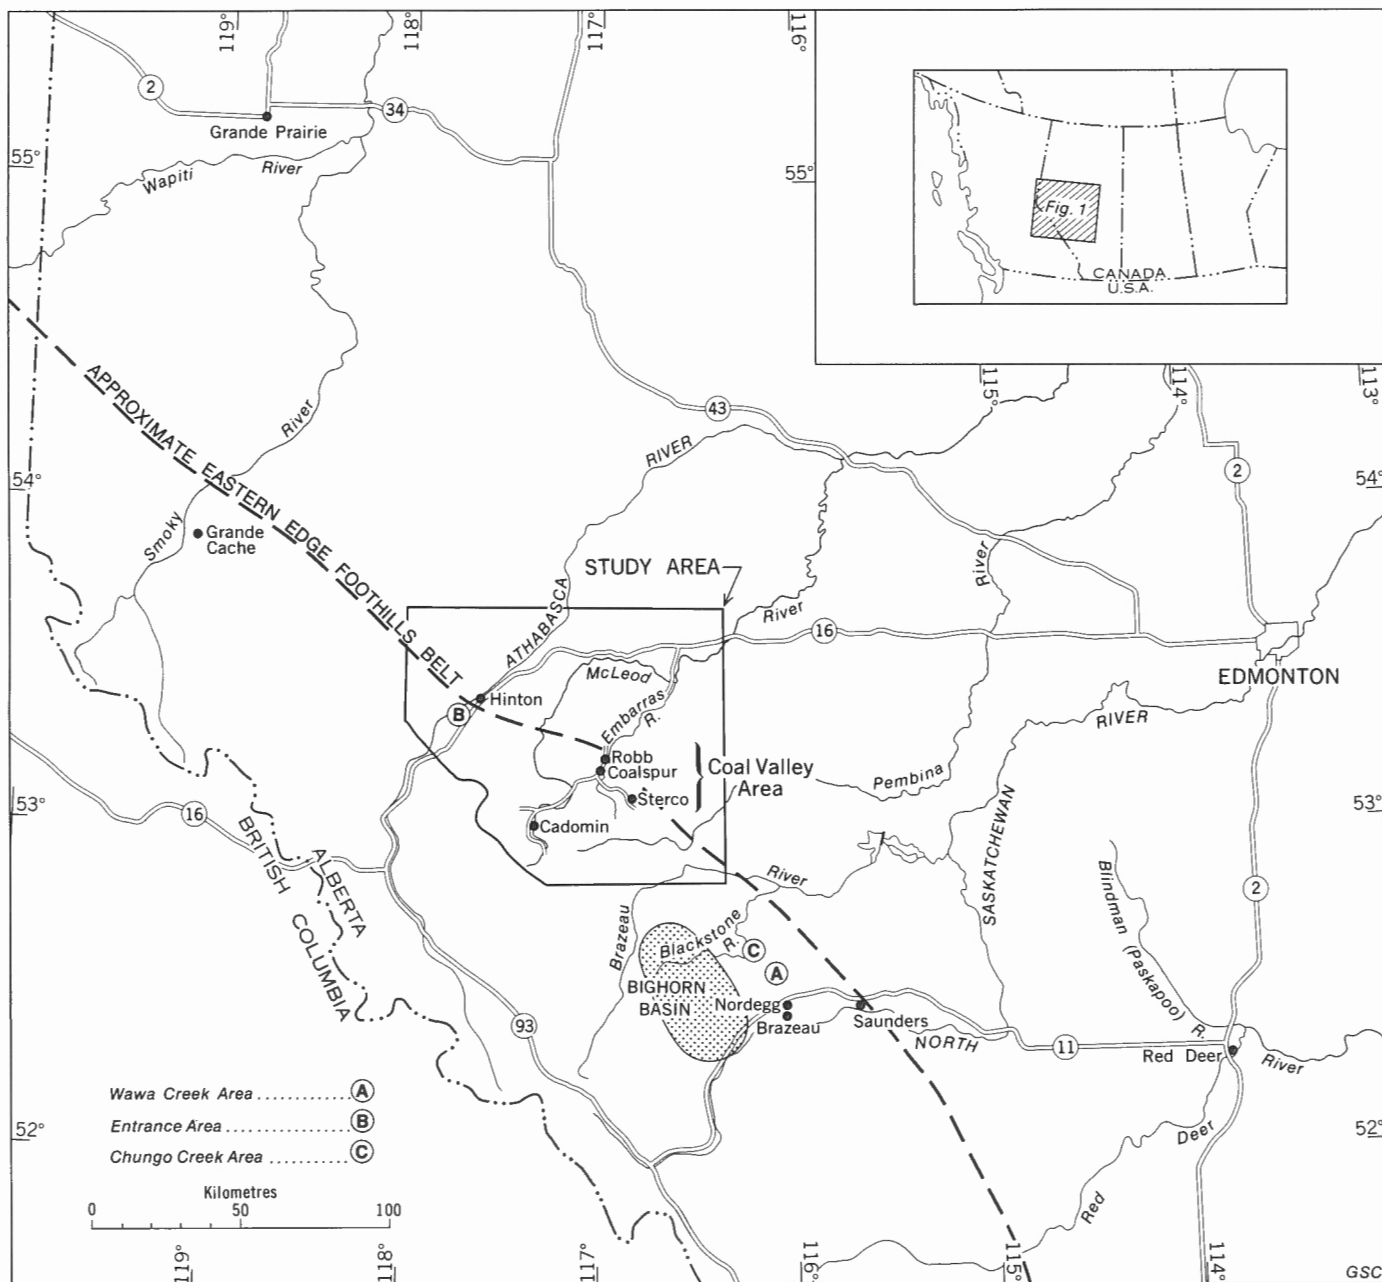 119°
118°
117°
116°
2
34
Grande Prairie
55°
Wapiti River
55°
Fig. 1
CANADA
U.S.A.
115°
114°
113°
APPROXIMATE EASTERN EDGE FOOTHILLS BELT
River
43
RIVER
2
54°
54°
Smoky
Grande
Cache
STUDY AREA
River
River
16
ATHABASCA
McLeod
EDMONTON
Hinton
B
Embarras
R.
RIVER
Robb
Coalspur
Coal Valley
Area
Pembina
Sterco
53°
53°
16
Cadomin
SASKATCHEWAN
BRITISH
COLUMBIA
ALBERTA
River
Blindman (Paskapoo) R.
2
Brazeau
Blackstone
R.
C
A
BIGHORN
BASIN
Nordegg
Brazeau
Saunders
NORTH
93
11
Red Deer
River
Wawa Creek Area ............... A
Entrance Area .................. B
Chungo Creek Area ............ C
52°
52°
Deer
Red
Kilometres
0 50 100
119°
118°
117°
116°
115°
114°
GSC